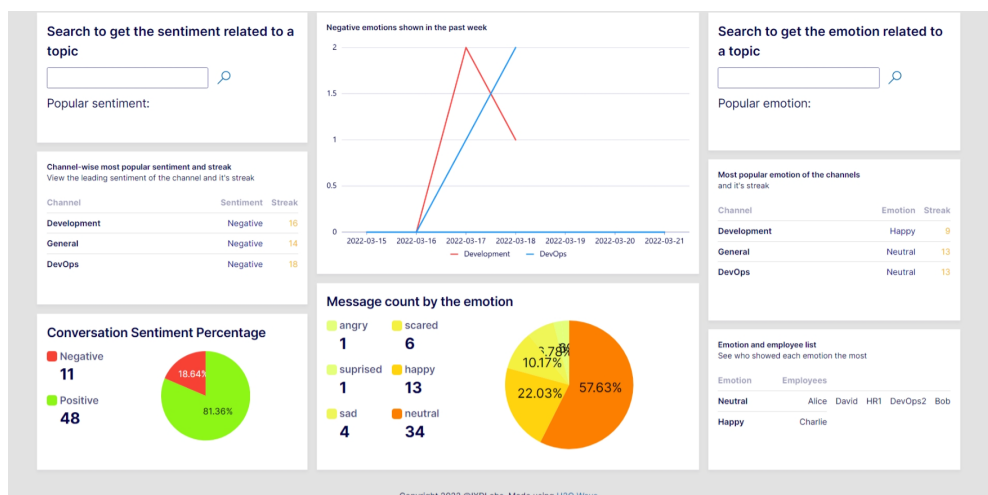 Search to get the sentiment related to a
topic
Popular sentiment:
Channel-wise most popular sentiment and streak
View the leading sentiment of the channel and it's streak
Channel Sentiment Streak
Development Negative 16
General Negative 14
DevOps Negative 18
Conversation Sentiment Percentage
Negative
11
Positive
48
18.64%
81.36%
Negative emotions shown in the past week
2
1.5
1
0.5
0
2022-03-15 2022-03-16 2022-03-17 2022-03-18 2022-03-19 2022-03-20 2022-03-21
Development DevOps
Message count by the emotion
angry scared
1 6
suprised happy
1 13
sad neutral
4 34
10.17%
22.03%
57.63%
Search to get the emotion related to
a topic
Popular emotion:
Most popular emotion of the channels
and it's streak
Channel Emotion Streak
Development Happy 9
General Neutral 13
DevOps Neutral 13
Emotion and employee list
See who showed each emotion the most
Emotion Employees
Neutral Alice David HR1 DevOps2 Bob
Happy Charlie